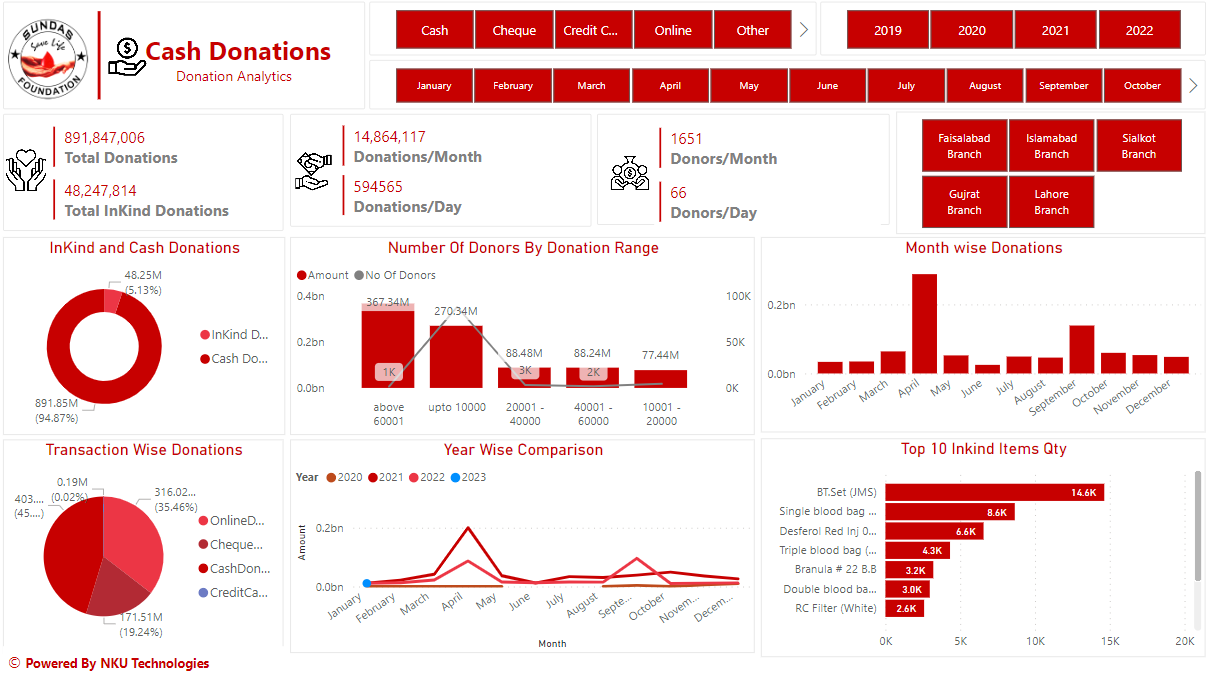 SUNDAS
Save Life
FOUNDATION
Cash Donations
Donation Analytics
Cash
Cheque
Credit C...
Online
Other
2019
2020
2021
2022
January
February
March
April
May
June
July
August
September
October
891,847,006
Total Donations
48,247,814
Total InKind Donations
14,864,117
Donations/Month
594565
Donations/Day
1651
Donors/Month
66
Donors/Day
Faisalabad
Branch
Islamabad
Branch
Sialkot
Branch
Gujrat
Branch
Lahore
Branch
InKind and Cash Donations
48.25M
(5.13%)
InKind D...
Cash Do...
891.85M
(94.87%)
Number Of Donors By Donation Range
Amount
No Of Donors
0.4bn
0.2bn
0.0bn
367.34M
270.34M
88.48M
88.24M
77.44M
1K
3K
2K
100K
50K
0K
above
60001
upto 10000
20001 -
40000
40001 -
60000
10001 -
20000
Month wise Donations
0.2bn
0.0bn
January
February
March
April
May
June
July
August
September
October
November
December
Transaction Wise Donations
0.19M
(0.02%)
403....
(45....)
316.02...
(35.46%)
171.51M
(19.24%)
OnlineD...
Cheque...
CashDon...
CreditCa...
Year Wise Comparison
Year
2020
2021
2022
2023
Amount
0.2bn
0.0bn
January
February
March
April
May
June
July
August
Septe...
October
Novem...
Decem...
Month
Top 10 Inkind Items Qty
BT.Set (JMS)
14.6K
Single blood bag ...
8.6K
Desferol Red Inj 0...
6.6K
Triple blood bag (...
4.3K
Branula # 22 B.B
3.2K
Double blood ba...
3.0K
RC Filter (White)
2.6K
0K
5K
10K
15K
20K
© Powered By NKU Technologies